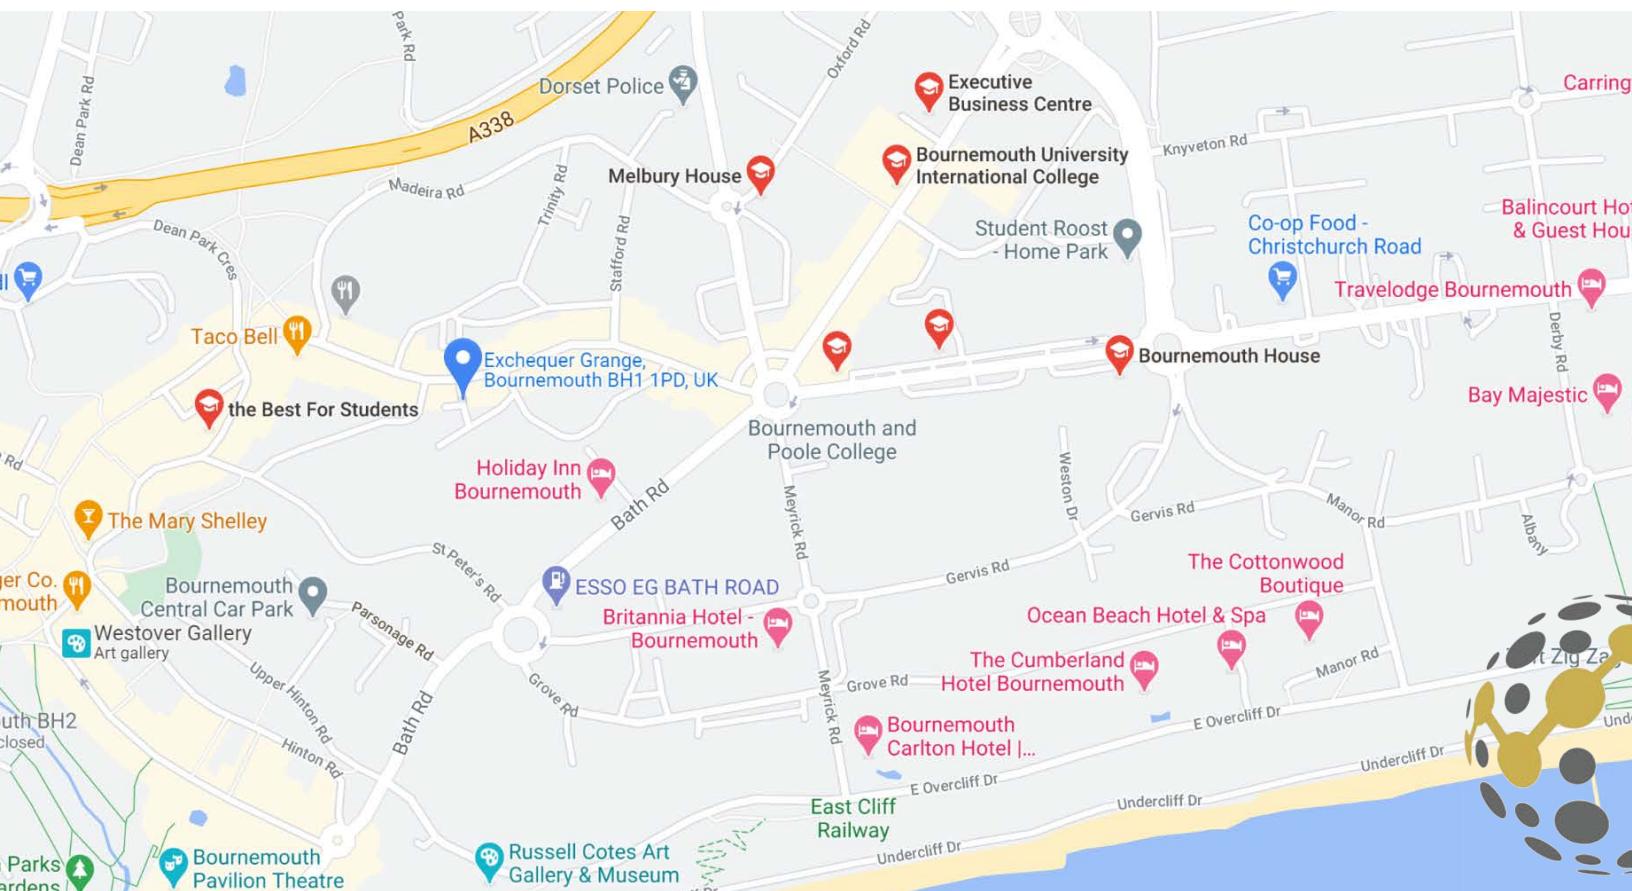 Park Rd
Oxford Rd
Dean Park Rd
Dorset Police
Executive
Business Centre
Carring
A338
Knyveton Rd
Bournemouth University
International College
Melbury House
Madeira Rd
Trinity Rd
Stafford Rd
Dean Park Cres
Student Roost
- Home Park
Co-op Food -
Christchurch Road
Balincourt Hot
& Guest Hou
Travelodge Bournemouth
Taco Bell
Derby Rd
Exchequer Grange,
Bournemouth BH1 1PD, UK
Bournemouth House
the Best For Students
Bay Majestic
Bournemouth and
Poole College
Rd
Holiday Inn
Bournemouth
Bath Rd
Meyrick Rd
Weston Dr
Gervis Rd
Manor Rd
Albany
The Mary Shelley
St Peter's Rd
Gervis Rd
The Cottonwood
Boutique
er Co.
mouth
Bournemouth
Central Car Park
ESSO EG BATH ROAD
Parsonage Rd
Britannia Hotel -
Bournemouth
Ocean Beach Hotel & Spa
Westover Gallery
Art gallery
The Cumberland
Hotel Bournemouth
Manor Rd
t Zig Zag
Upper Hinton Rd
Grove Rd
Grove Rd
Meyrick Rd
Bath Rd
outh BH2
closed
E Overcliff Dr
Und
Bournemouth
Carlton Hotel |...
Hinton Rd
Undercliff Dr
E Overcliff Dr
Undercliff Dr
East Cliff
Railway
Undercliff Dr
Russell Cotes Art
Gallery & Museum
Bournemouth
Pavilion Theatre
Parks
ardens